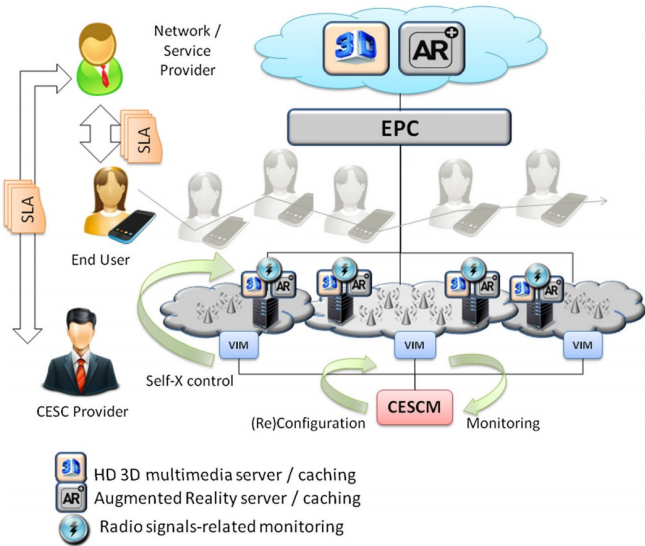 Network /
Service
Provider
3D
AR+
EPC
SLA
SLA
End User
3D
AR+
3D
AR+
3D
AR+
3D
AR+
VIM
VIM
VIM
Self-X control
CESC Provider
(Re)Configuration
CESCM
Monitoring
3D
HD 3D multimedia server / caching
AR+
Augmented Reality server / caching
Radio signals-related monitoring